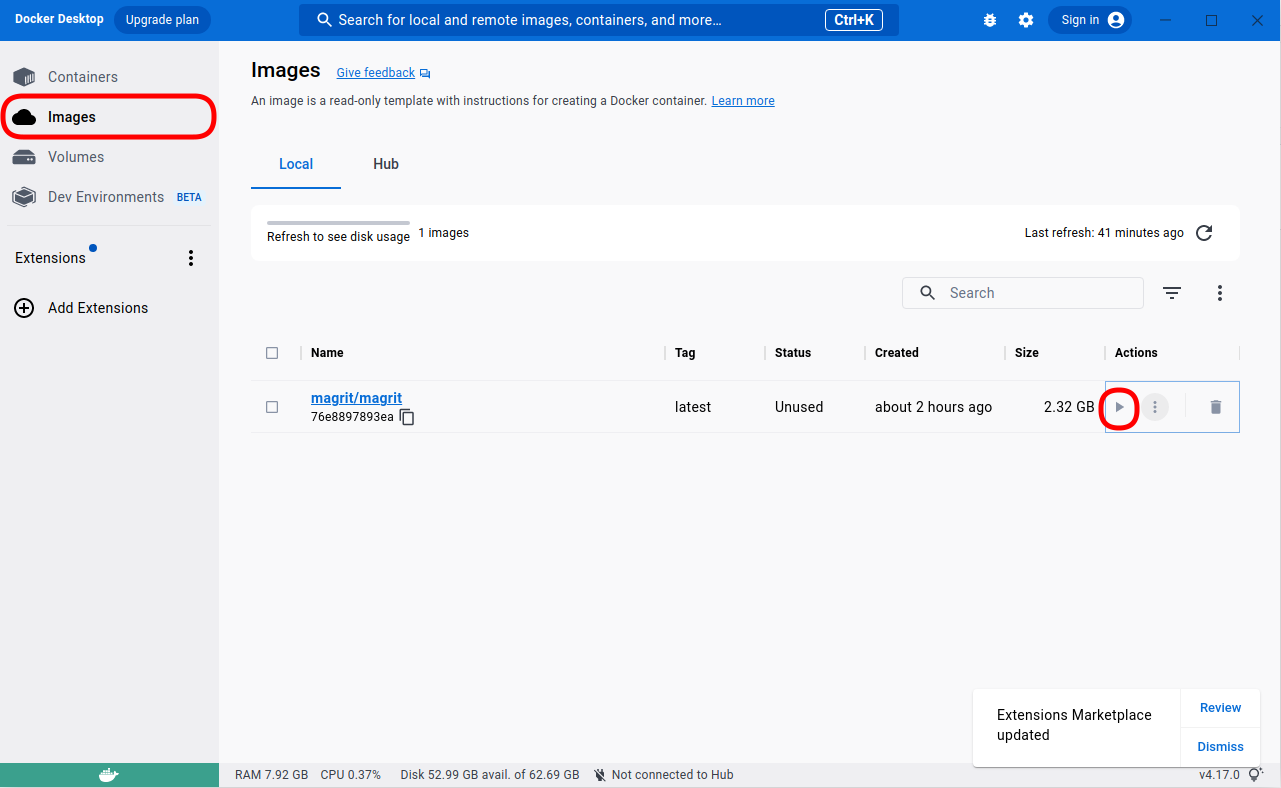 Docker Desktop
Upgrade plan
Search for local and remote images, containers, and more...
Ctrl+K
Sign in
Containers
Images
Volumes
Dev Environments BETA
Extensions
Add Extensions
Images Give feedback
An image is a read-only template with instructions for creating a Docker container. Learn more
Local Hub
Refresh to see disk usage 1 images
Last refresh: 41 minutes ago
Search
Name Tag Status Created Size Actions
magrit/magrit
76e8897893ea
latest Unused about 2 hours ago 2.32 GB
Extensions Marketplace
updated
Review
Dismiss
RAM 7.92 GB CPU 0.37% Disk 52.99 GB avail. of 62.69 GB Not connected to Hub v4.17.0